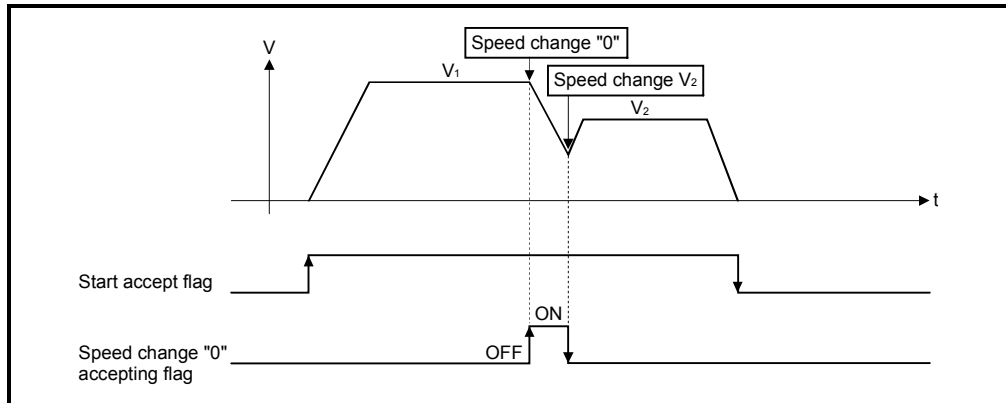 Speed change "0"
V
V1
Speed change V2
V2
t
Start accept flag
ON
OFF
Speed change "0"
accepting flag